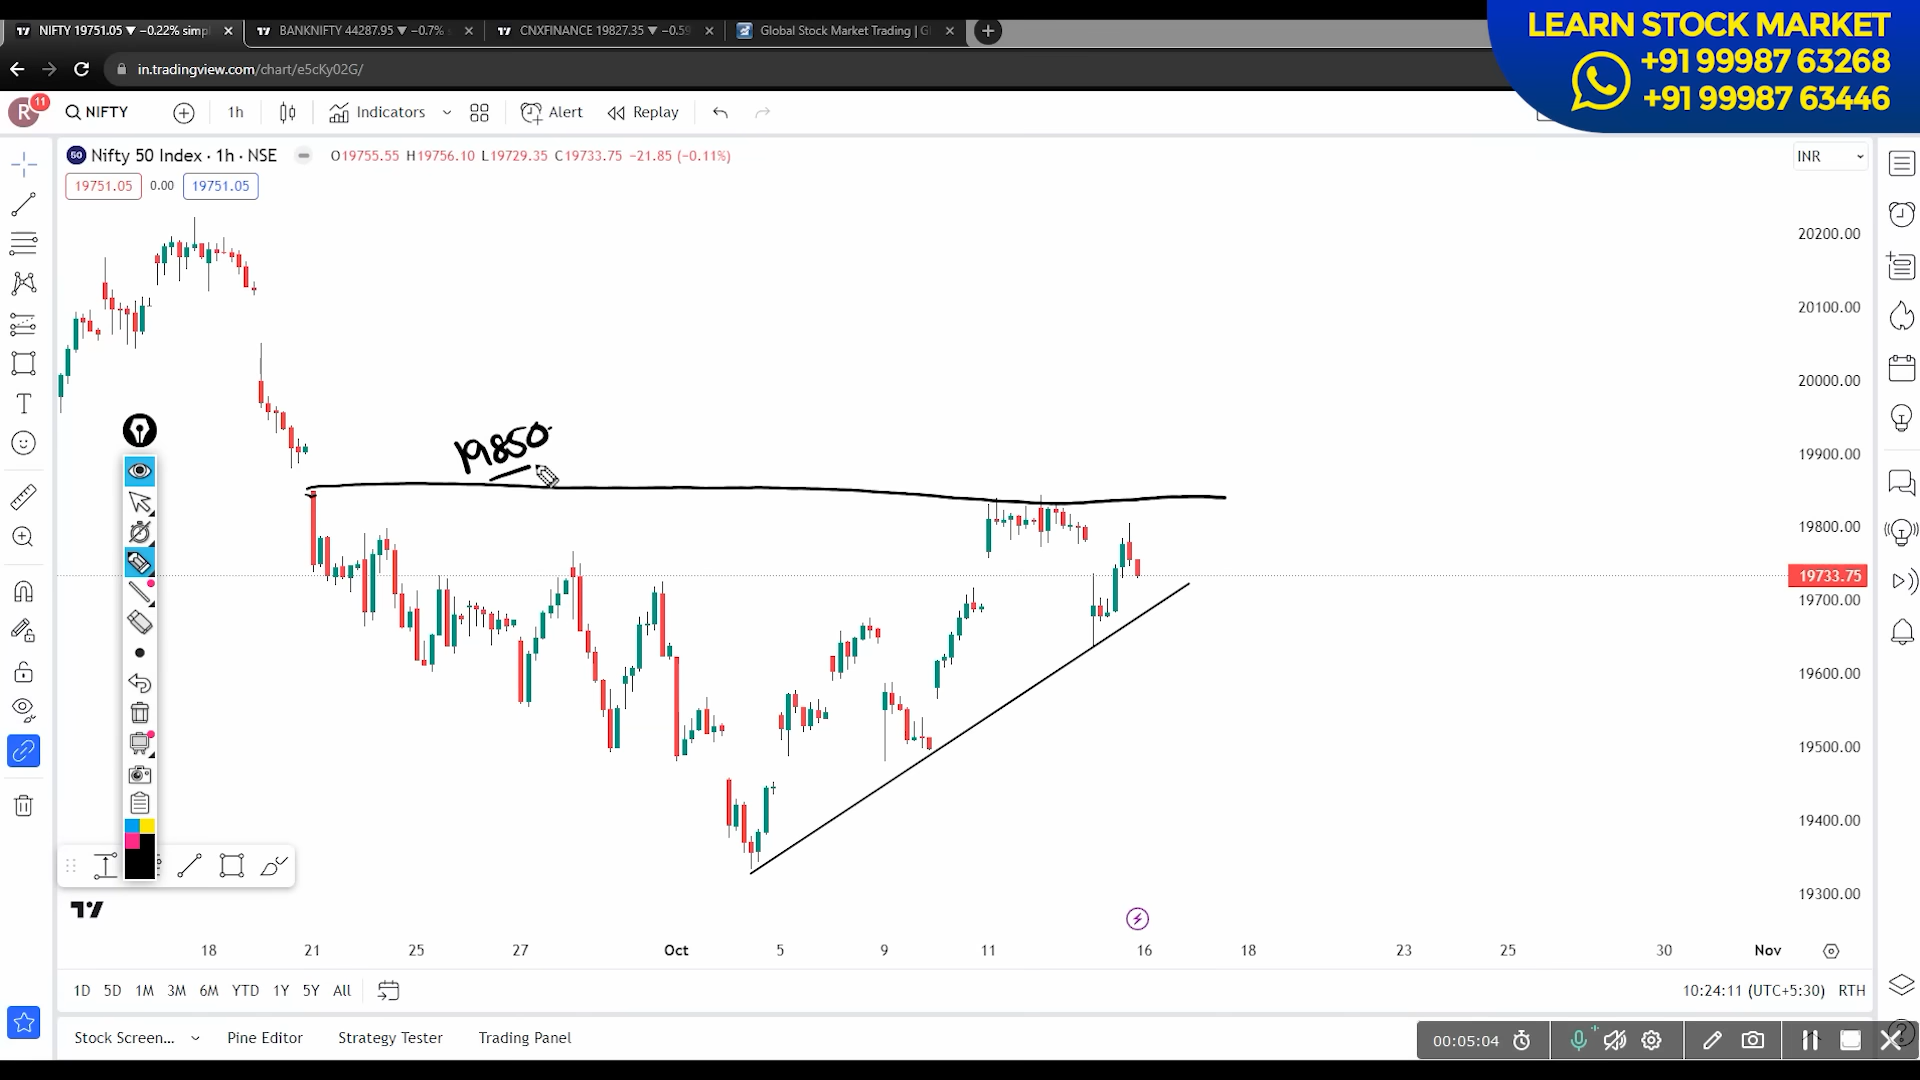 NIFTY 19751.05 ▼ −0.22% simpl
BANKNIFTY 44287.95 ▼ −0.7%
CNXFINANCE 19827.35 ▼ −0.59
Global Stock Market Trading | G
LEARN STOCK MARKET
+91 99987 63268
+91 99987 63446
in.tradingview.com/chart/e5cKy02G/
R
11
NIFTY
1h
Indicators
Alert
Replay
50
Nifty 50 Index · 1h · NSE
O19755.55 H19756.10 L19729.35 C19733.75 −21.85 (−0.11%)
INR
19751.05
0.00
19751.05
20200.00
20100.00
20000.00
19850
19900.00
19800.00
19733.75
19700.00
19600.00
19500.00
19400.00
19300.00
18 21 25 27 Oct 5 9 11 16 18 23 25 30 Nov
1D 5D 1M 3M 6M YTD 1Y 5Y All
10:24:11 (UTC+5:30) RTH
Stock Screen... Pine Editor Strategy Tester Trading Panel
00:05:04